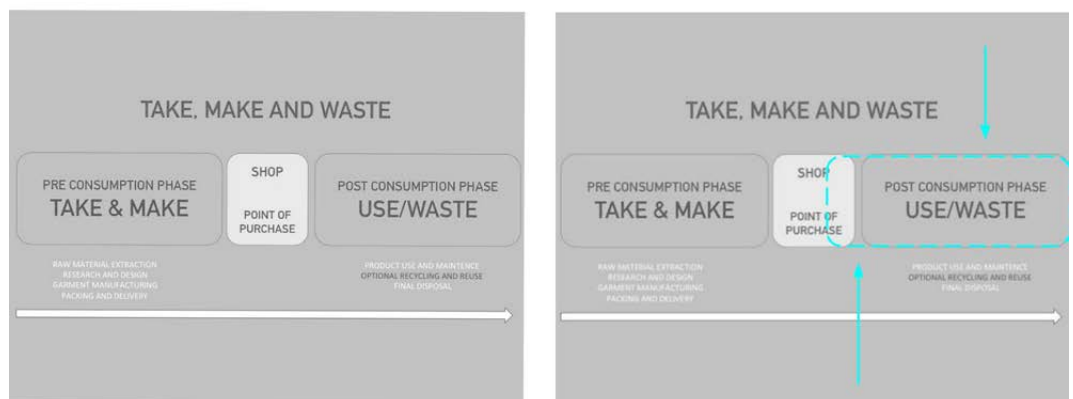 TAKE, MAKE AND WASTE
PRE CONSUMPTION PHASE
TAKE & MAKE
SHOP
POINT OF
PURCHASE
POST CONSUMPTION PHASE
USE/WASTE
RAW MATERIAL EXTRACTION
RESEARCH AND DESIGN
GARMENT MANUFACTURING
PACKING AND DELIVERY
PRODUCT USE AND MAINTENCE
OPTIONAL RECYCLING AND REUSE
FINAL DISPOSAL
TAKE, MAKE AND WASTE
PRE CONSUMPTION PHASE
TAKE & MAKE
SHOP
POINT OF
PURCHASE
POST CONSUMPTION PHASE
USE/WASTE
RAW MATERIAL EXTRACTION
RESEARCH AND DESIGN
GARMENT MANUFACTURING
PACKING AND DELIVERY
PRODUCT USE AND MAINTENCE
OPTIONAL RECYCLING AND REUSE
FINAL DISPOSAL